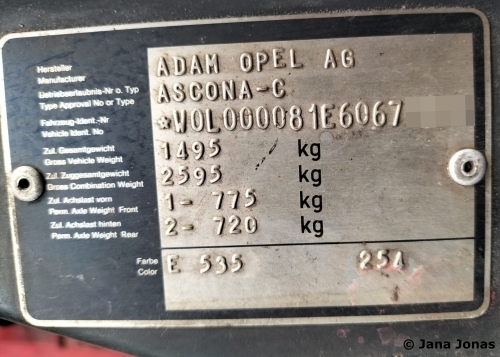 Hersteller
Manufacturer
ADAM OPEL AG
Betriebserlaubnis-Nr o. Typ
Type Approval No or Type
ASCONA-C
Fahrzeug-Ident.-Nr
Vehicle Ident. No
*WOL000081E6067
Zul. Gesamtgewicht
Gross Vehicle Weight
1495 kg
Zul. Zuggesamtgewicht
Gross Combination Weight
2595 kg
Zul. Achslast vorn
Perm. Axle Weight Front
1- 775 kg
Zul. Achslast hinten
Perm. Axle Weight Rear
2- 720 kg
Farbe
Color
E 535 254
© Jana Jonas